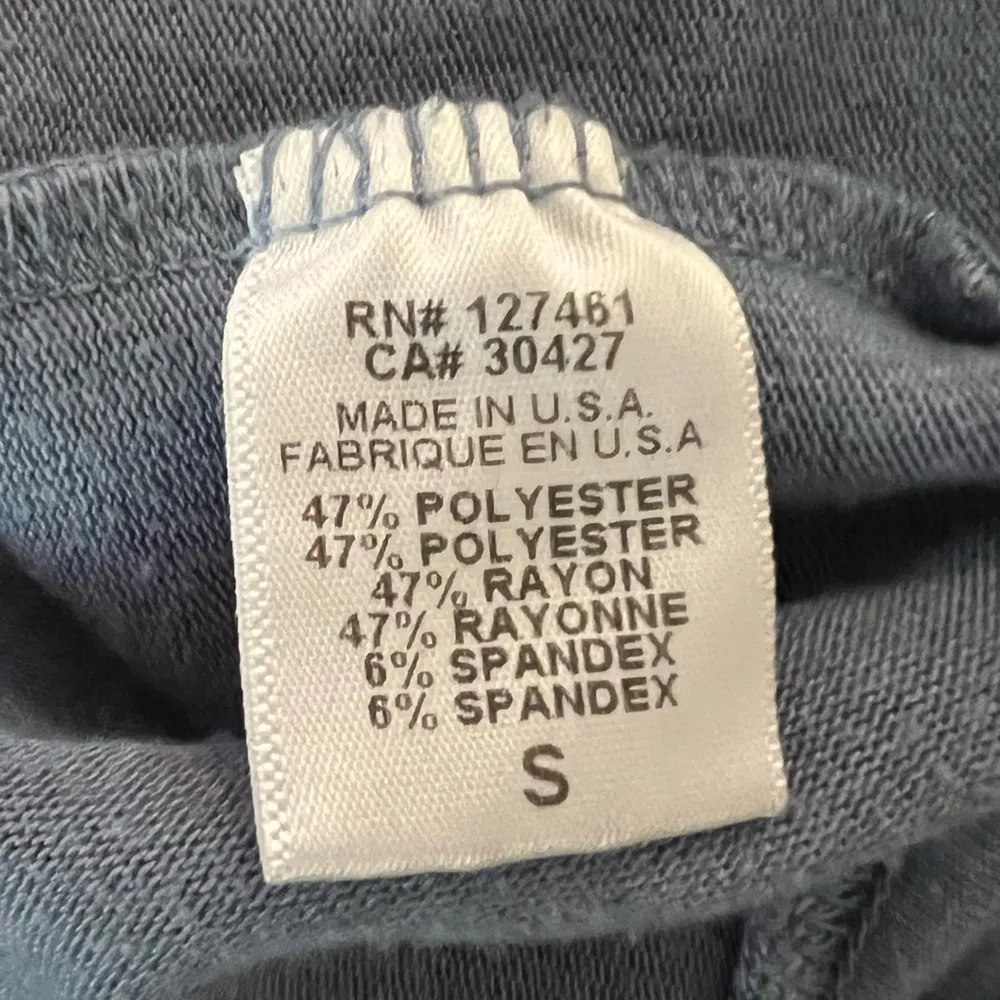 RN# 127461
CA# 30427
MADE IN U.S.A.
FABRIQUE EN U.S.A
47% POLYESTER
47% POLYESTER
47% RAYON
47% RAYONNE
6% SPANDEX
6% SPANDEX
S